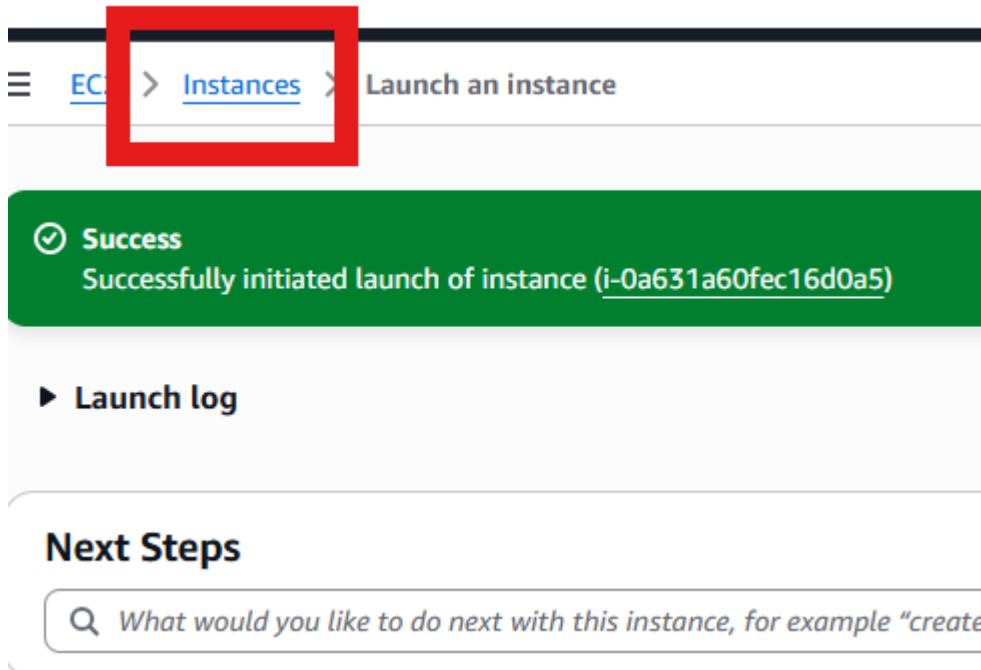 EC2 > Instances > Launch an instance
Success
Successfully initiated launch of instance (i-0a631a60fec16d0a5)
Launch log
Next Steps
What would you like to do next with this instance, for example “create